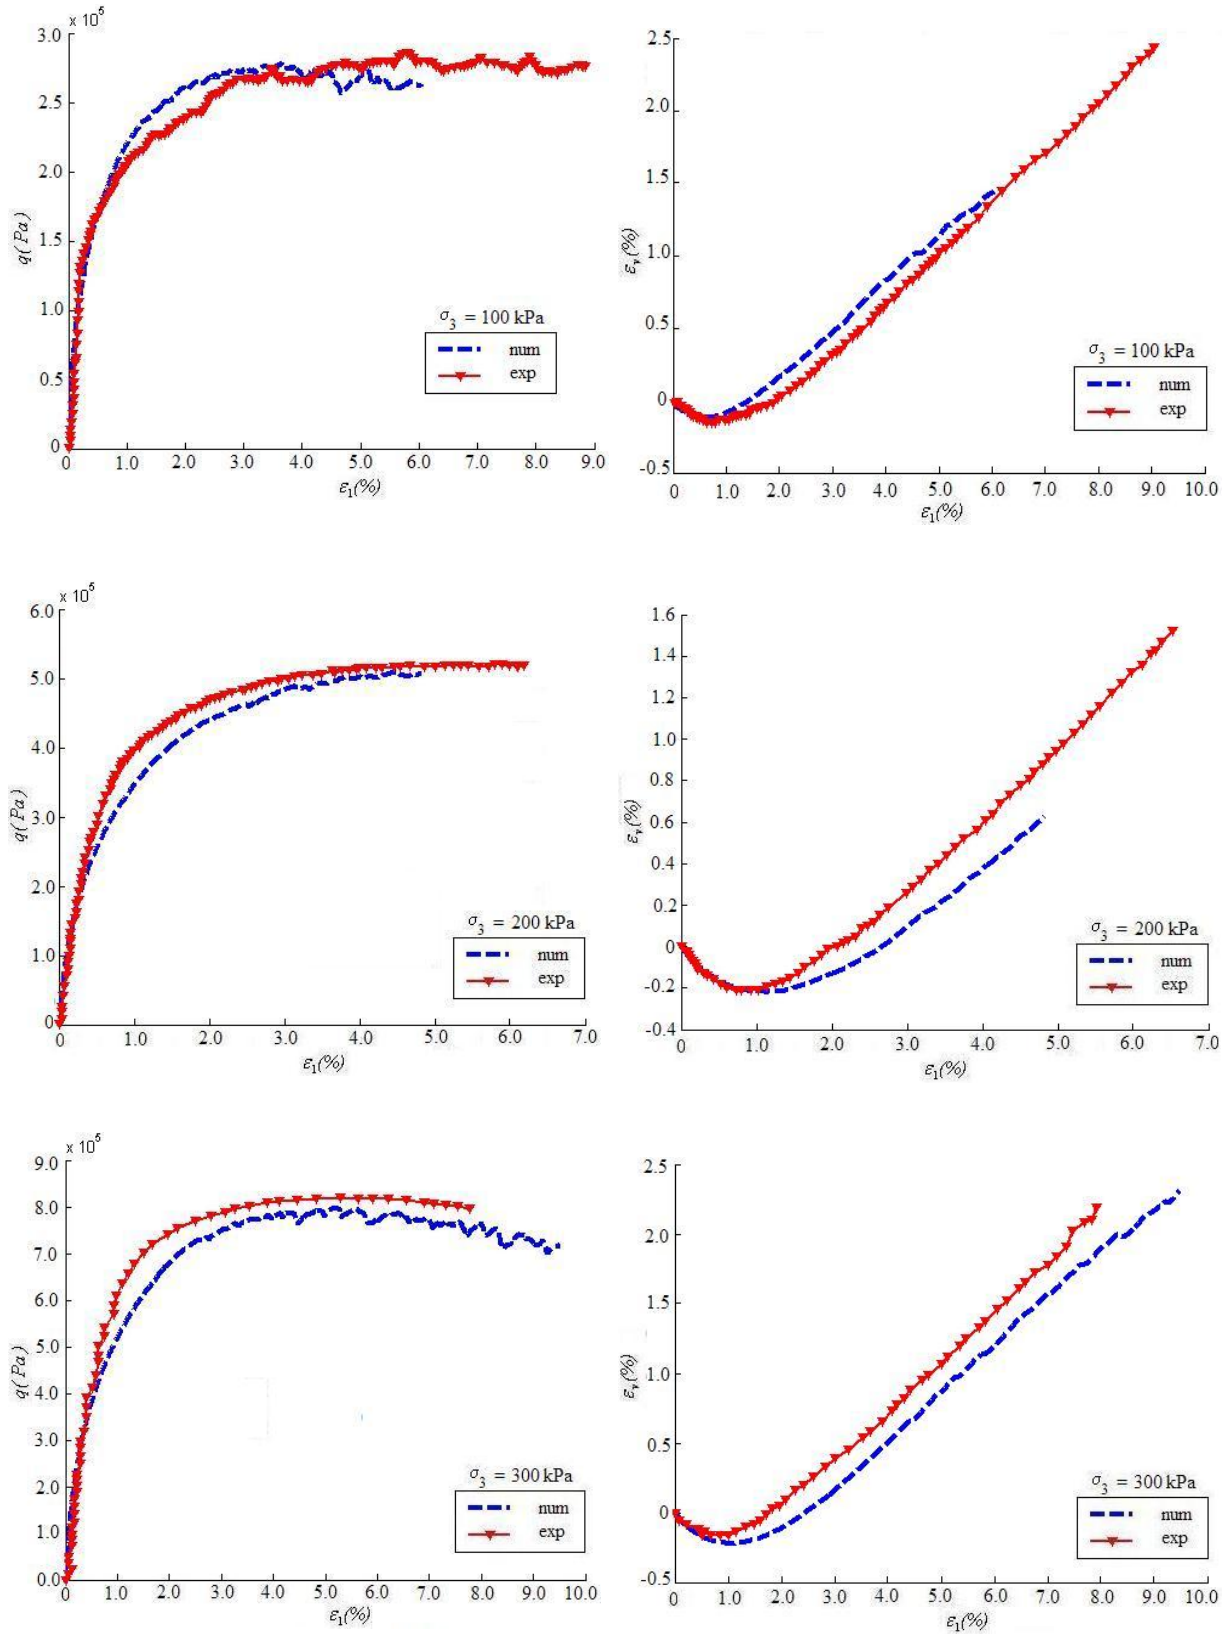 x 10⁵
3.0
2.5
2.0
1.5
1.0
0.5
0
q(Pa)
σ₃ = 100 kPa
num
exp
0 1.0 2.0 3.0 4.0 5.0 6.0 7.0 8.0 9.0
ε₁(%)
2.5
2.0
1.5
1.0
0.5
0
-0.5
εᵥ(%)
σ₃ = 100 kPa
num
exp
0 1.0 2.0 3.0 4.0 5.0 6.0 7.0 8.0 9.0 10.0
ε₁(%)
x 10⁵
6.0
5.0
4.0
3.0
2.0
1.0
0
q(Pa)
σ₃ = 200 kPa
num
exp
0 1.0 2.0 3.0 4.0 5.0 6.0 7.0
ε₁(%)
1.6
1.4
1.2
1.0
0.8
0.6
0.4
0.2
0
-0.2
-0.4
εᵥ(%)
σ₃ = 200 kPa
num
exp
0 1.0 2.0 3.0 4.0 5.0 6.0 7.0
ε₁(%)
x 10⁵
9.0
8.0
7.0
6.0
5.0
4.0
3.0
2.0
1.0
0.0
q(Pa)
σ₃ = 300 kPa
num
exp
0 1.0 2.0 3.0 4.0 5.0 6.0 7.0 8.0 9.0 10.0
ε₁(%)
2.5
2.0
1.5
1.0
0.5
0
-0.5
εᵥ(%)
σ₃ = 300 kPa
num
exp
0 1.0 2.0 3.0 4.0 5.0 6.0 7.0 8.0 9.0 10.0
ε₁(%)